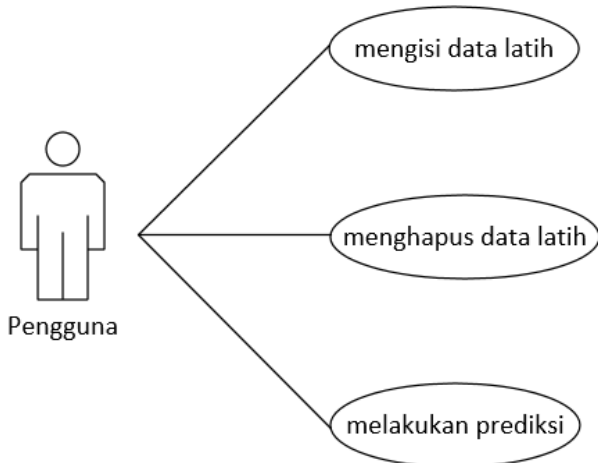 mengisi data latih
menghapus data latih
Pengguna
melakukan prediksi